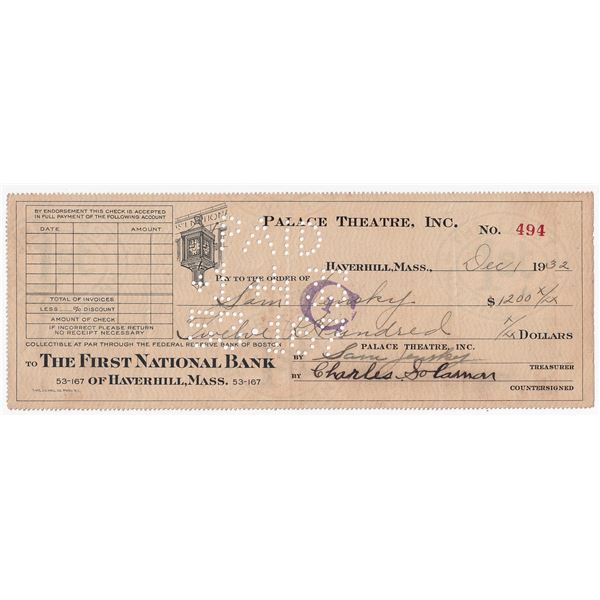 BY ENDORSEMENT THIS CHECK IS ACCEPTED
IN FULL PAYMENT OF THE FOLLOWING ACCOUNT
DATE AMOUNT
TOTAL OF INVOICES
LESS % DISCOUNT
AMOUNT OF CHECK
IF INCORRECT PLEASE RETURN
NO RECEIPT NECESSARY
PALACE THEATRE, INC. NO. 494
PAID
HAVERHILL, MASS., Dec 1 1932
PAY TO THE ORDER OF
Sam $1200 X/XX
Twelve Hundred X/XX DOLLARS
COLLECTIBLE AT PAR THROUGH THE FEDERAL RESERVE BANK OF BOSTON
PALACE THEATRE, INC.
TO THE FIRST NATIONAL BANK
BY Sam TREASURER
53-167 OF HAVERHILL, MASS. 53-167
BY Charles COUNTERSIGNED